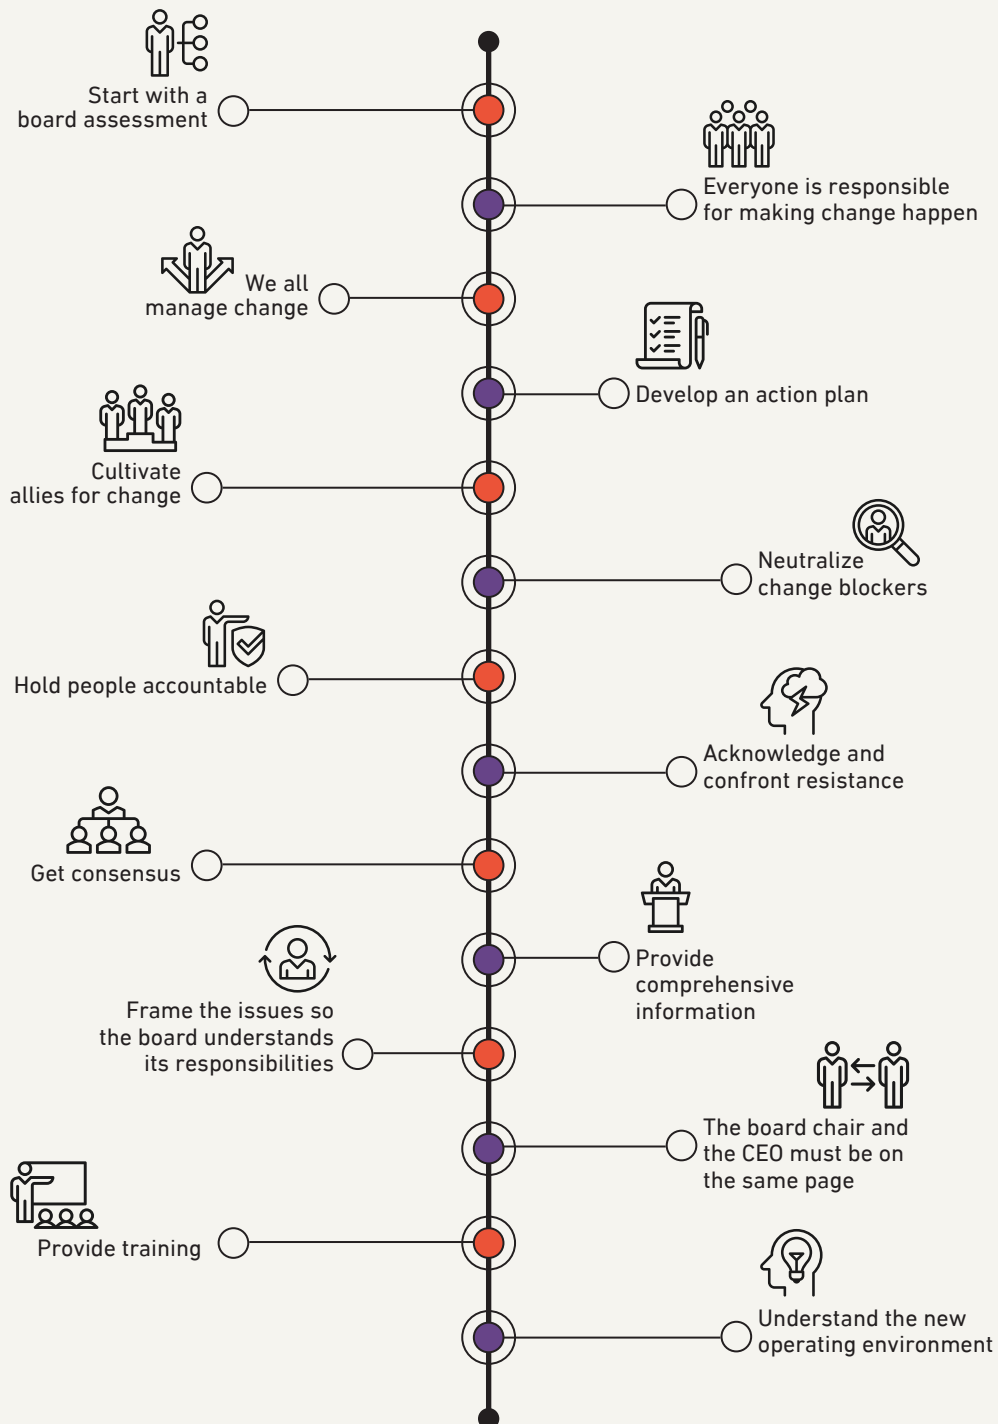 Start with a
board assessment
Everyone is responsible
for making change happen
We all
manage change
Develop an action plan
Cultivate
allies for change
Neutralize
change blockers
Hold people accountable
Acknowledge and
confront resistance
Get consensus
Provide
comprehensive
information
Frame the issues so
the board understands
its responsibilities
The board chair and
the CEO must be on
the same page
Provide training
Understand the new
operating environment